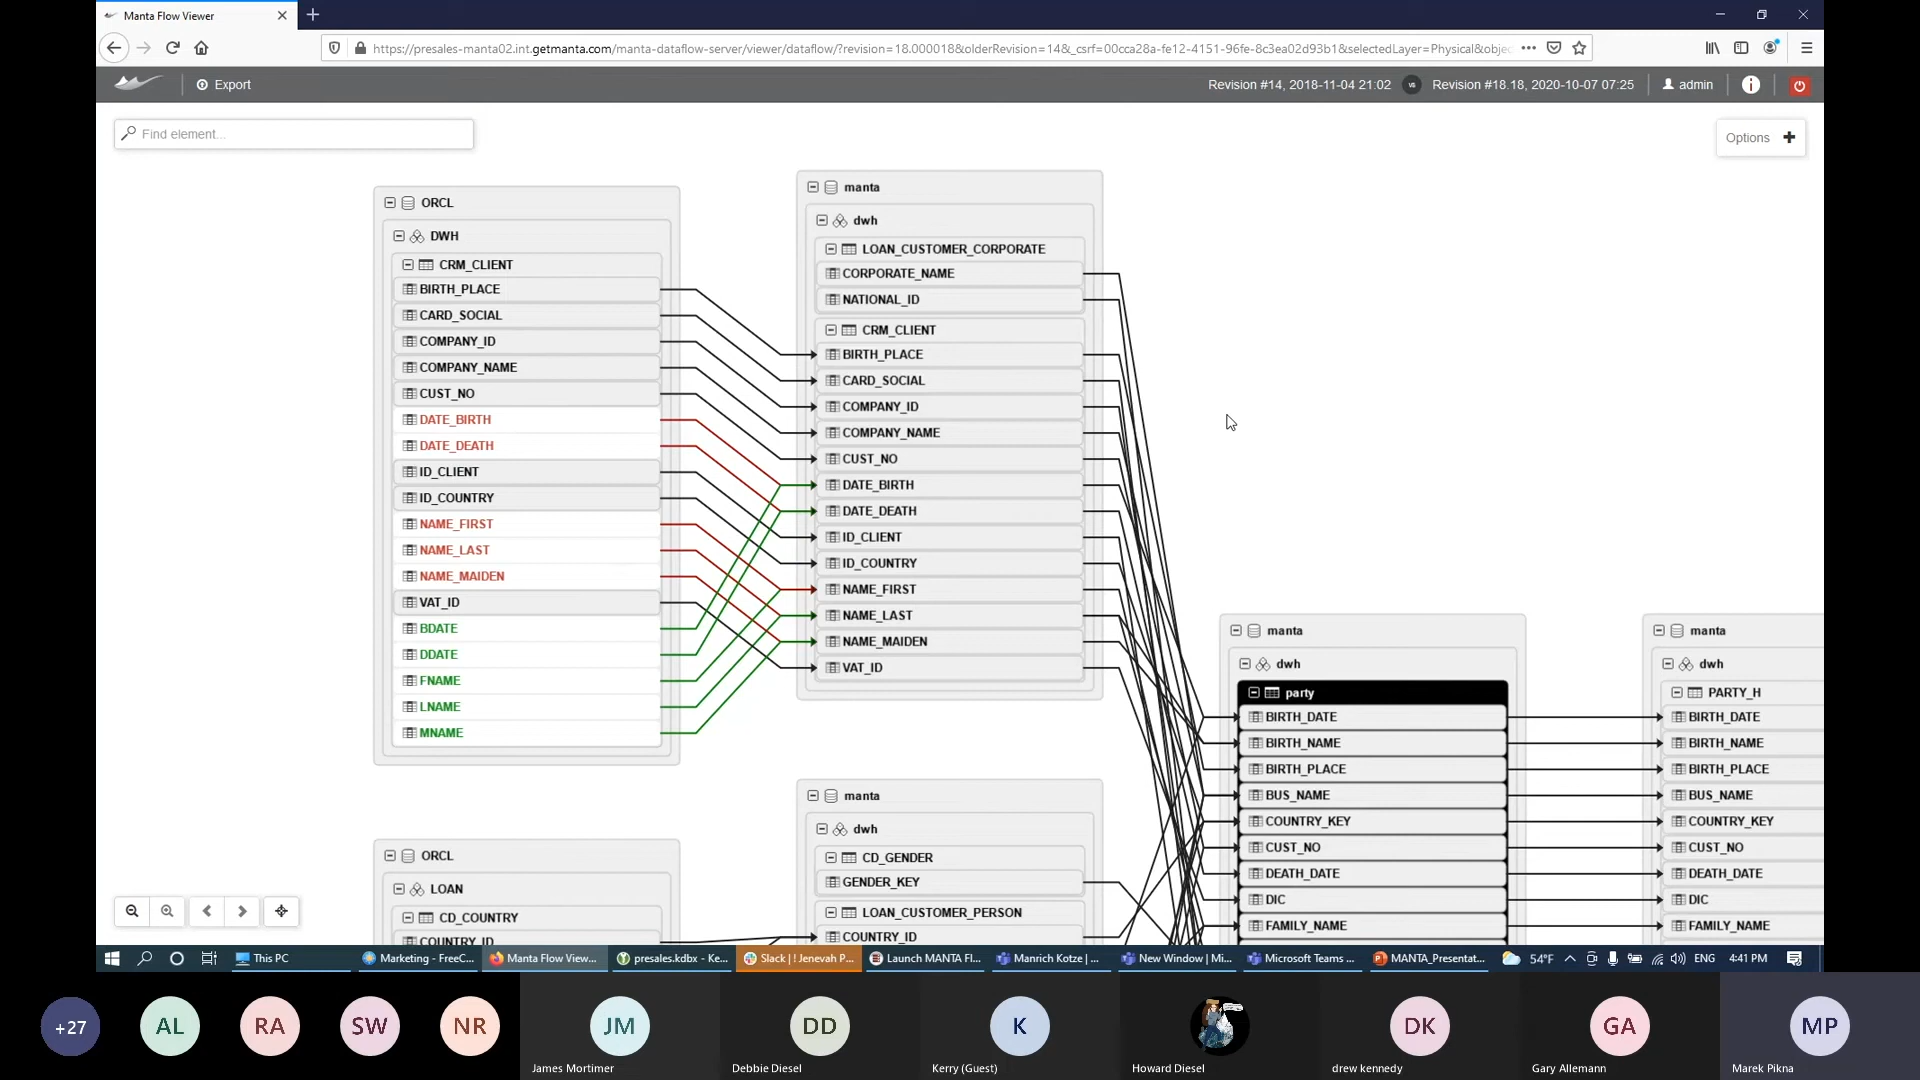 Manta Flow Viewer
https://presales-manta02.int.getmanta.com/manta-dataflow-server/viewer/dataflow/?revision=18.000018&olderRevision=14&_csrf=00cca28a-fe12-4151-96fe-8c3ea02d93b1&selectedLayer=Physical&objec
Export
Revision #14, 2018-11-04 21:02
vs
Revision #18.18, 2020-10-07 07:25
admin
Find element...
Options
ORCL
DWH
CRM_CLIENT
BIRTH_PLACE
CARD_SOCIAL
COMPANY_ID
COMPANY_NAME
CUST_NO
DATE_BIRTH
DATE_DEATH
ID_CLIENT
ID_COUNTRY
NAME_FIRST
NAME_LAST
NAME_MAIDEN
VAT_ID
BDATE
DDATE
FNAME
LNAME
MNAME
ORCL
LOAN
CD_COUNTRY
COUNTRY_ID
manta
dwh
LOAN_CUSTOMER_CORPORATE
CORPORATE_NAME
NATIONAL_ID
CRM_CLIENT
BIRTH_PLACE
CARD_SOCIAL
COMPANY_ID
COMPANY_NAME
CUST_NO
DATE_BIRTH
DATE_DEATH
ID_CLIENT
ID_COUNTRY
NAME_FIRST
NAME_LAST
NAME_MAIDEN
VAT_ID
manta
dwh
CD_GENDER
GENDER_KEY
LOAN_CUSTOMER_PERSON
COUNTRY_ID
manta
dwh
party
BIRTH_DATE
BIRTH_NAME
BIRTH_PLACE
BUS_NAME
COUNTRY_KEY
CUST_NO
DEATH_DATE
DIC
FAMILY_NAME
manta
dwh
PARTY_H
BIRTH_DATE
BIRTH_NAME
BIRTH_PLACE
BUS_NAME
COUNTRY_KEY
CUST_NO
DEATH_DATE
DIC
FAMILY_NAME
This PC
Marketing - FreeC...
Manta Flow View...
presales.kdbx - Ke...
Slack | ! Jenevah P...
Launch MANTA Fl...
Manrich Kotze | ...
New Window | Mi...
Microsoft Teams ...
MANTA_Presentat...
54°F
ENG
4:41 PM
+27
AL
RA
SW
NR
JM
James Mortimer
DD
Debbie Diesel
K
Kerry (Guest)
Howard Diesel
DK
drew kennedy
GA
Gary Allemann
MP
Marek Pikna